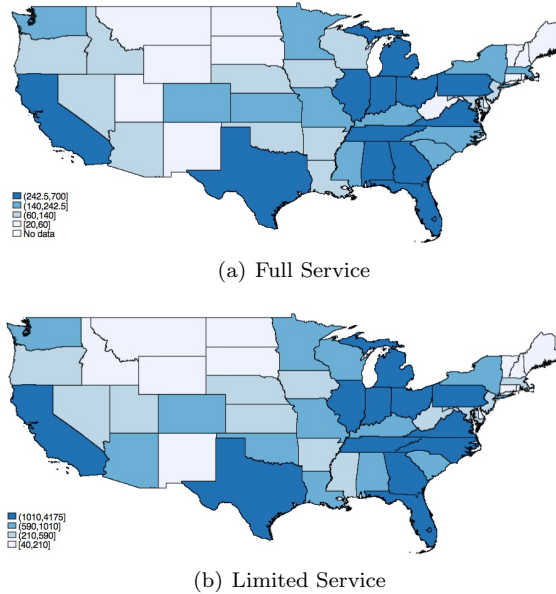 (242.5,700]
(140,242.5]
(60,140]
[20,60]
No data
(a) Full Service
(1010,4175]
(590,1010]
(210,590]
[40,210]
(b) Limited Service